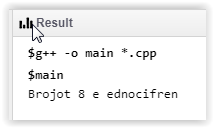 Result
$g++ -o main *.cpp
$main
Brojot 8 e ednocifren